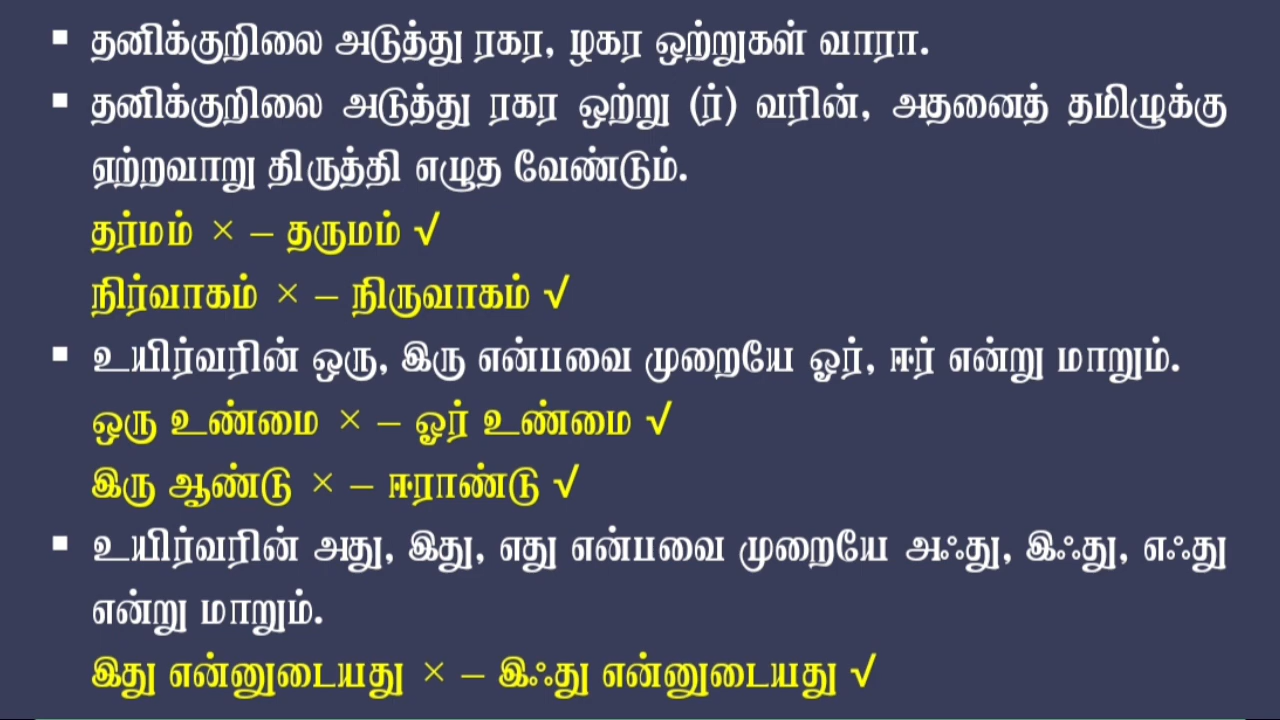 ▪ தனிக்குறிலை அடுத்து ரகர, ழகர ஒற்றுகள் வாரா.
▪ தனிக்குறிலை அடுத்து ரகர ஒற்று (ர்) வரின், அதனைத் தமிழுக்கு
ஏற்றவாறு திருத்தி எழுத வேண்டும்.
தர்மம் × – தருமம் √
நிர்வாகம் × – நிருவாகம் √
▪ உயிர்வரின் ஒரு, இரு என்பவை முறையே ஓர், ஈர் என்று மாறும்.
ஒரு உண்மை × – ஓர் உண்மை √
இரு ஆண்டு × – ஈராண்டு √
▪ உயிர்வரின் அது, இது, எது என்பவை முறையே அஃது, இஃது, எஃது
என்று மாறும்.
இது என்னுடையது × – இஃது என்னுடையது √